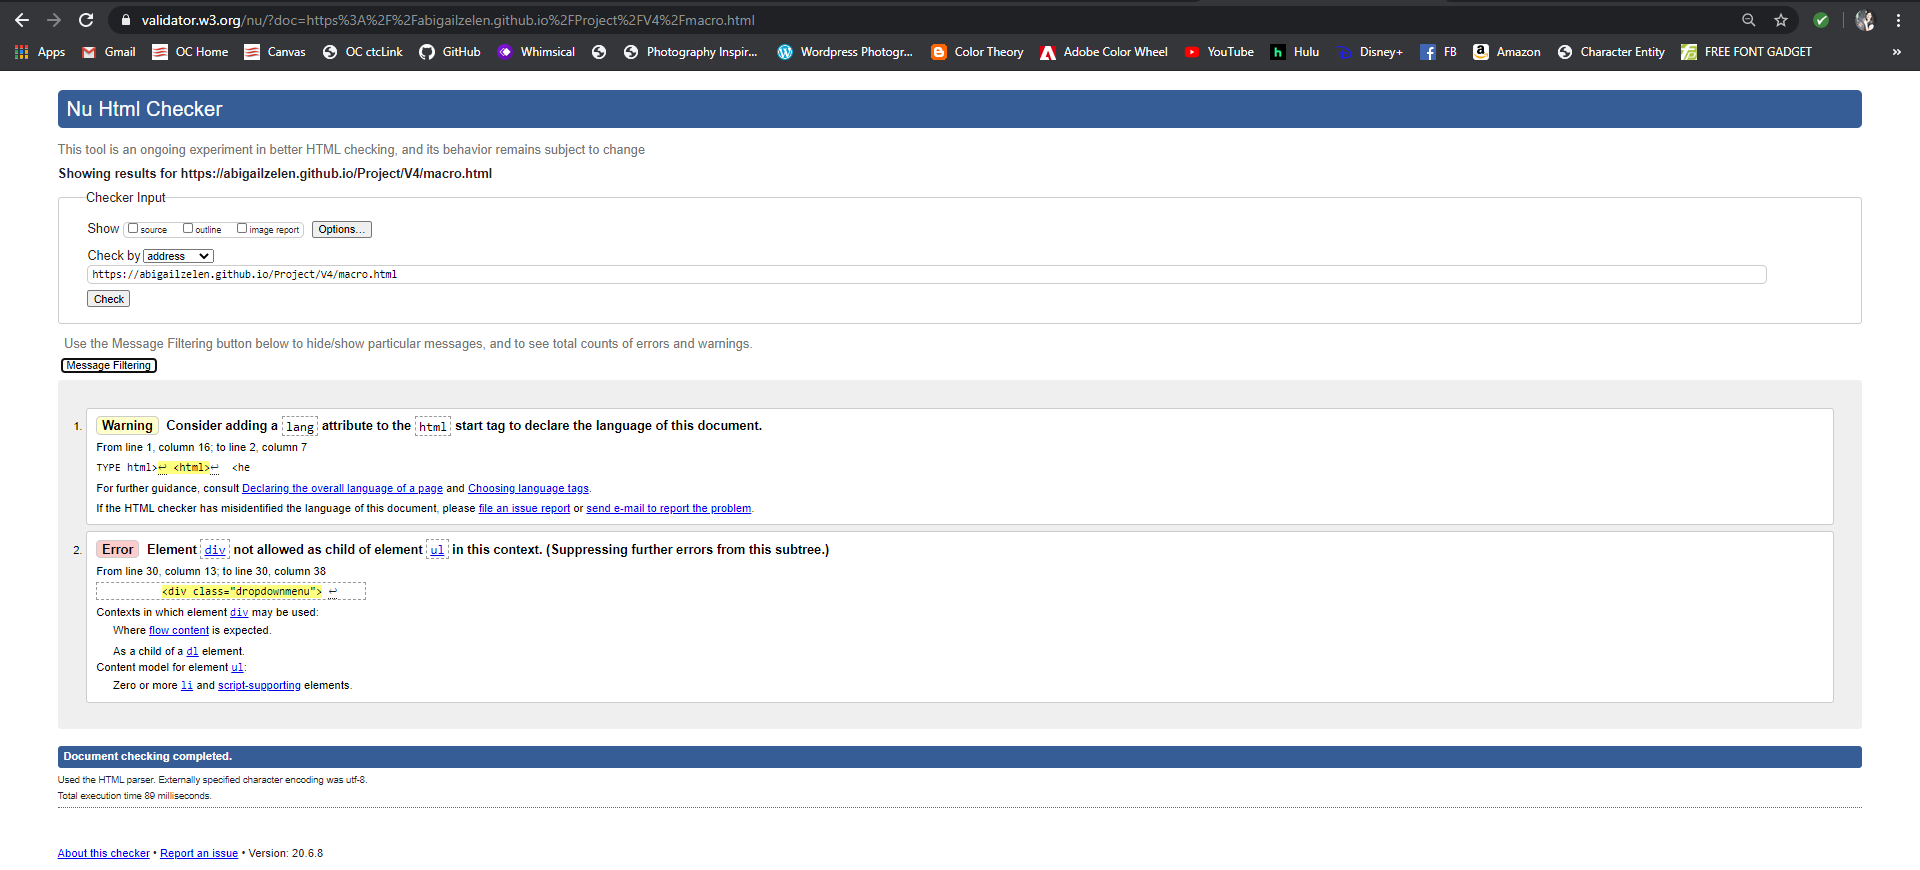 validator.w3.org/nu/?doc=https%3A%2F%2Fabigailzelen.github.io%2FProject%2FV4%2Fmacro.html
Apps Gmail OC Home Canvas OC ctcLink GitHub Whimsical Photography Inspir... Wordpress Photogr... Color Theory Adobe Color Wheel YouTube Hulu Disney+ FB Amazon Character Entity FREE FONT GADGET »
Nu Html Checker
This tool is an ongoing experiment in better HTML checking, and its behavior remains subject to change
Showing results for https://abigailzelen.github.io/Project/V4/macro.html
Checker Input
Show source outline image report Options...
Check by address
https://abigailzelen.github.io/Project/V4/macro.html
Check
Use the Message Filtering button below to hide/show particular messages, and to see total counts of errors and warnings.
Message Filtering
1. Warning Consider adding a lang attribute to the html start tag to declare the language of this document.
From line 1, column 16; to line 2, column 7
TYPE html>↩ <html>↩ <he
For further guidance, consult Declaring the overall language of a page and Choosing language tags.
If the HTML checker has misidentified the language of this document, please file an issue report or send e-mail to report the problem.
2. Error Element div not allowed as child of element ul in this context. (Suppressing further errors from this subtree.)
From line 30, column 13; to line 30, column 38
<div class="dropdownmenu"> ↩
Contexts in which element div may be used:
Where flow content is expected.
As a child of a dl element.
Content model for element ul:
Zero or more li and script-supporting elements.
Document checking completed.
Used the HTML parser. Externally specified character encoding was utf-8.
Total execution time 89 milliseconds.
About this checker • Report an issue • Version: 20.6.8